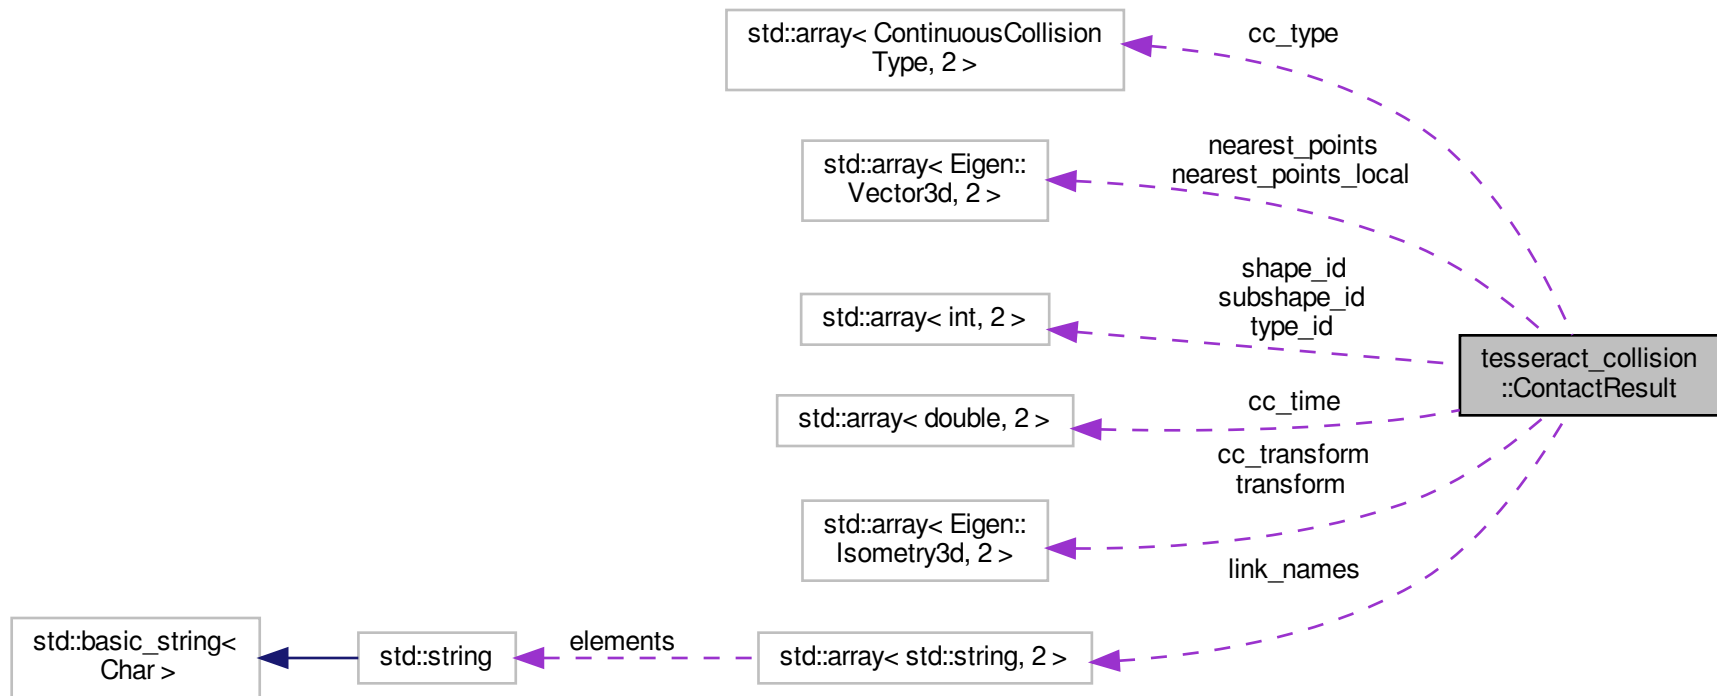 std::array< ContinuousCollision
Type, 2 >
cc_type
std::array< Eigen::
Vector3d, 2 >
nearest_points
nearest_points_local
std::array< int, 2 >
shape_id
subshape_id
type_id
tesseract_collision
::ContactResult
std::array< double, 2 >
cc_time
cc_transform
transform
std::array< Eigen::
Isometry3d, 2 >
link_names
std::basic_string<
Char >
std::string
elements
std::array< std::string, 2 >